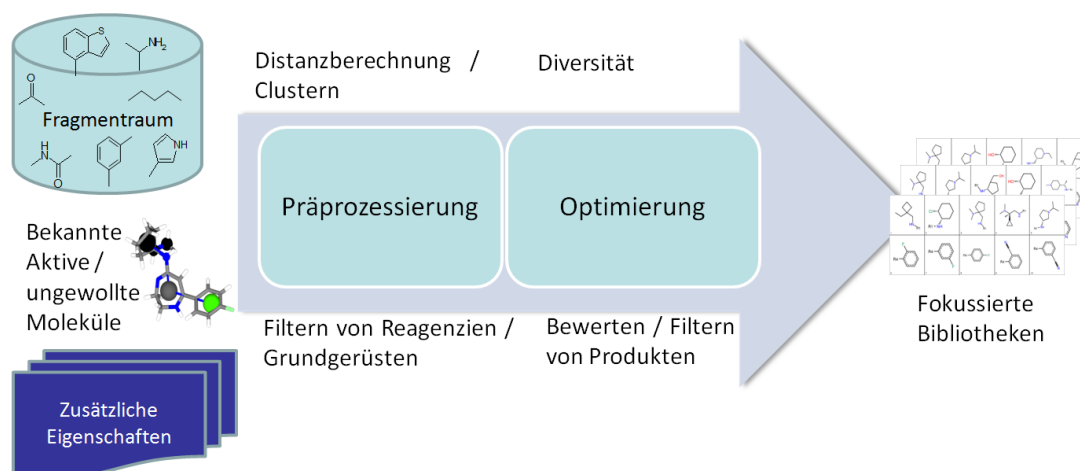 S
NH2
O
Fragmentraum
H
N
O
NH
Bekannte
Aktive /
ungewollte
Moleküle
Zusätzliche
Eigenschaften
Distanzberechnung /
Clustern
Diversität
Präprozessierung
Optimierung
Filtern von Reagenzien /
Grundgerüsten
Bewerten / Filtern
von Produkten
Fokussierte
Bibliotheken